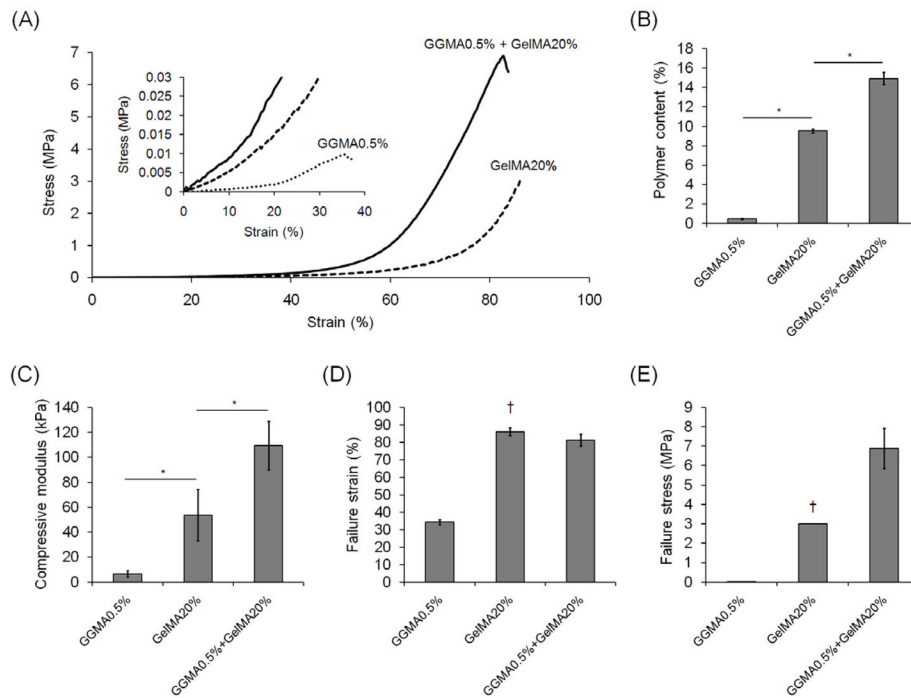 (A)
Stress (MPa)
7
6
5
4
3
2
1
0
0
20
40
60
80
100
Strain (%)
GGMA0.5% + GelMA20%
GelMA20%
Stress (MPa)
0.03
0.025
0.02
0.015
0.01
0.005
0
0
10
20
30
40
Strain (%)
GGMA0.5%
(B)
Polymer content (%)
18
16
14
12
10
8
6
4
2
0
*
*
GGMA0.5%
GelMA20%
GGMA0.5%+GelMA20%
(C)
Compressive modulus (kPa)
140
120
100
80
60
40
20
0
*
*
GGMA0.5%
GelMA20%
GGMA0.5%+GelMA20%
(D)
Failure strain (%)
100
90
80
70
60
50
40
30
20
10
0
†
GGMA0.5%
GelMA20%
GGMA0.5%+GelMA20%
(E)
Failure stress (MPa)
9
8
7
6
5
4
3
2
1
0
†
GGMA0.5%
GelMA20%
GGMA0.5%+GelMA20%